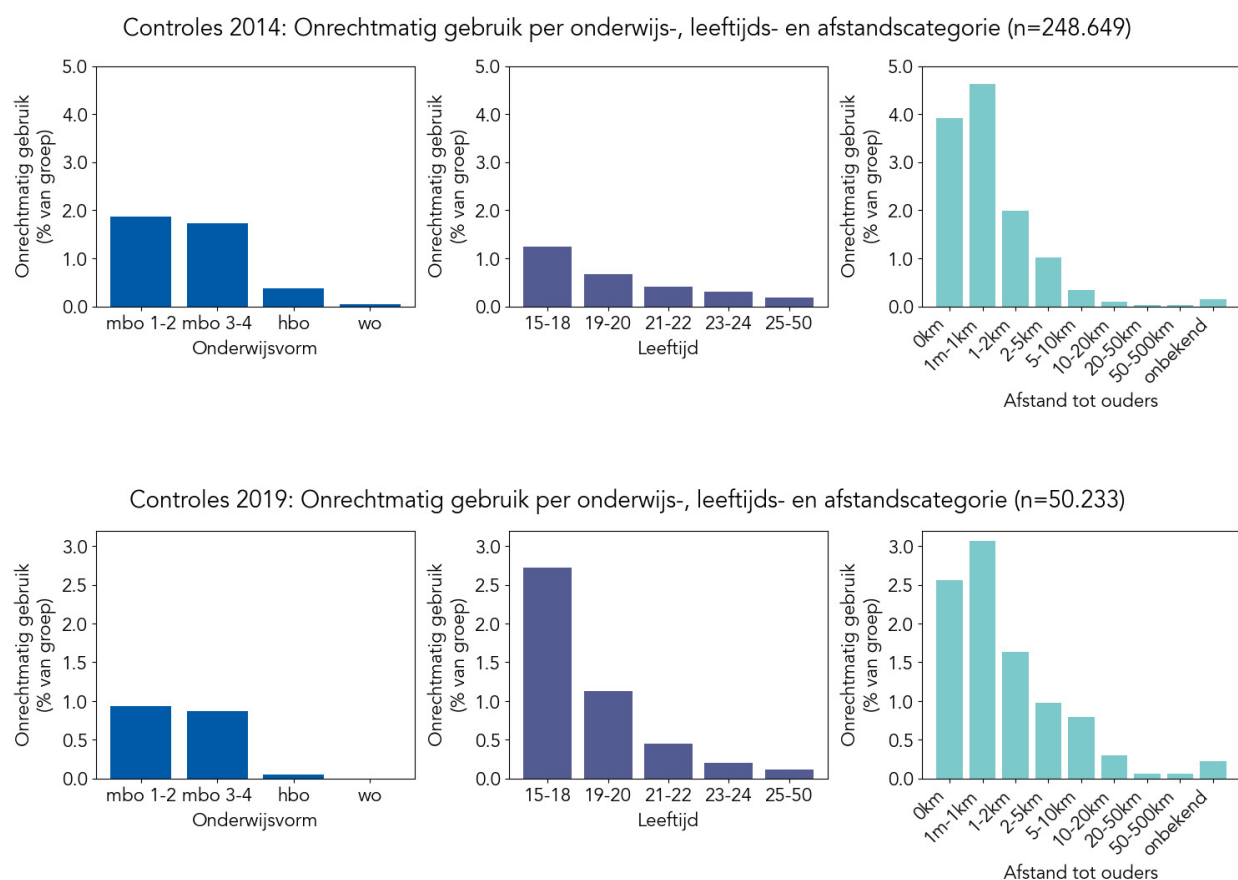 Controles 2014: Onrechtmatig gebruik per onderwijs-, leeftijds- en afstandscategorie (n=248.649)
Onrechtmatig gebruik
(% van groep)
5.0
4.0
3.0
2.0
1.0
0.0
mbo 1-2 mbo 3-4 hbo wo
Onderwijsvorm
Onrechtmatig gebruik
(% van groep)
5.0
4.0
3.0
2.0
1.0
0.0
15-18 19-20 21-22 23-24 25-50
Leeftijd
Onrechtmatig gebruik
(% van groep)
5.0
4.0
3.0
2.0
1.0
0.0
0km
1m-1km
1-2km
2-5km
5-10km
10-20km
20-50km
50-500km
onbekend
Afstand tot ouders
Controles 2019: Onrechtmatig gebruik per onderwijs-, leeftijds- en afstandscategorie (n=50.233)
Onrechtmatig gebruik
(% van groep)
3.0
2.5
2.0
1.5
1.0
0.5
0.0
mbo 1-2 mbo 3-4 hbo wo
Onderwijsvorm
Onrechtmatig gebruik
(% van groep)
3.0
2.5
2.0
1.5
1.0
0.5
0.0
15-18 19-20 21-22 23-24 25-50
Leeftijd
Onrechtmatig gebruik
(% van groep)
3.0
2.5
2.0
1.5
1.0
0.5
0.0
0km
1m-1km
1-2km
2-5km
5-10km
10-20km
20-50km
50-500km
onbekend
Afstand tot ouders